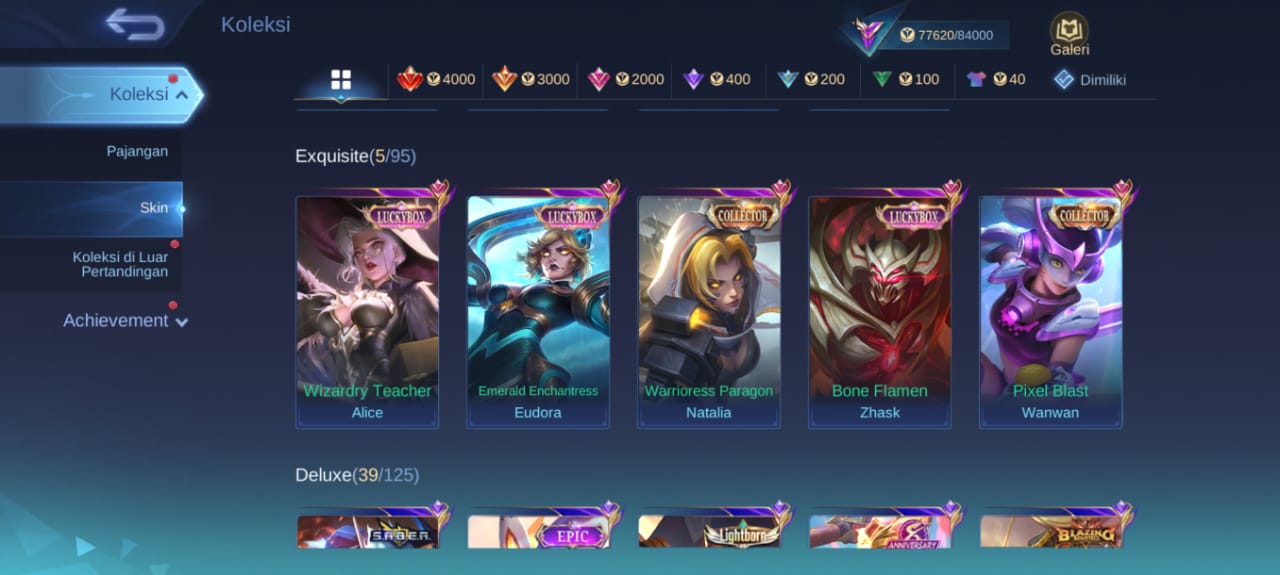 Koleksi
77620/84000
Galeri
4000
3000
2000
400
200
100
40
Dimiliki
Koleksi
Pajangan
Skin
Koleksi di Luar
Pertandingan
Achievement
Exquisite(5/95)
LUCKYBOX
Wizardry Teacher
Alice
LUCKYBOX
Emerald Enchantress
Eudora
COLLECTOR
Warrioress Paragon
Natalia
LUCKYBOX
Bone Flamen
Zhask
COLLECTOR
Pixel Blast
Wanwan
Deluxe(39/125)
S.A.B.E.R.
EPIC
Lightborn
ANNIVERSARY
BLAZING